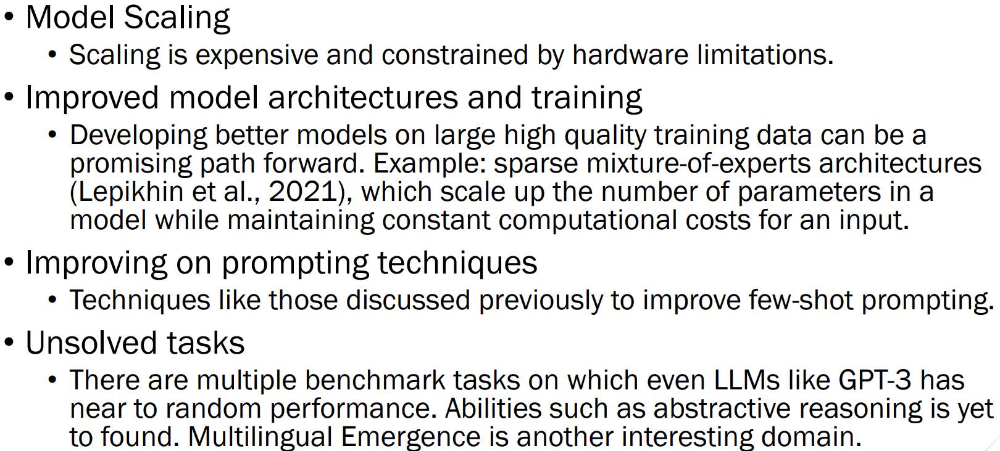 • Model Scaling
• Scaling is expensive and constrained by hardware limitations.
• Improved model architectures and training
• Developing better models on large high quality training data can be a
promising path forward. Example: sparse mixture-of-experts architectures
(Lepikhin et al., 2021), which scale up the number of parameters in a
model while maintaining constant computational costs for an input.
• Improving on prompting techniques
• Techniques like those discussed previously to improve few-shot prompting.
• Unsolved tasks
• There are multiple benchmark tasks on which even LLMs like GPT-3 has
near to random performance. Abilities such as abstractive reasoning is yet
to found. Multilingual Emergence is another interesting domain.